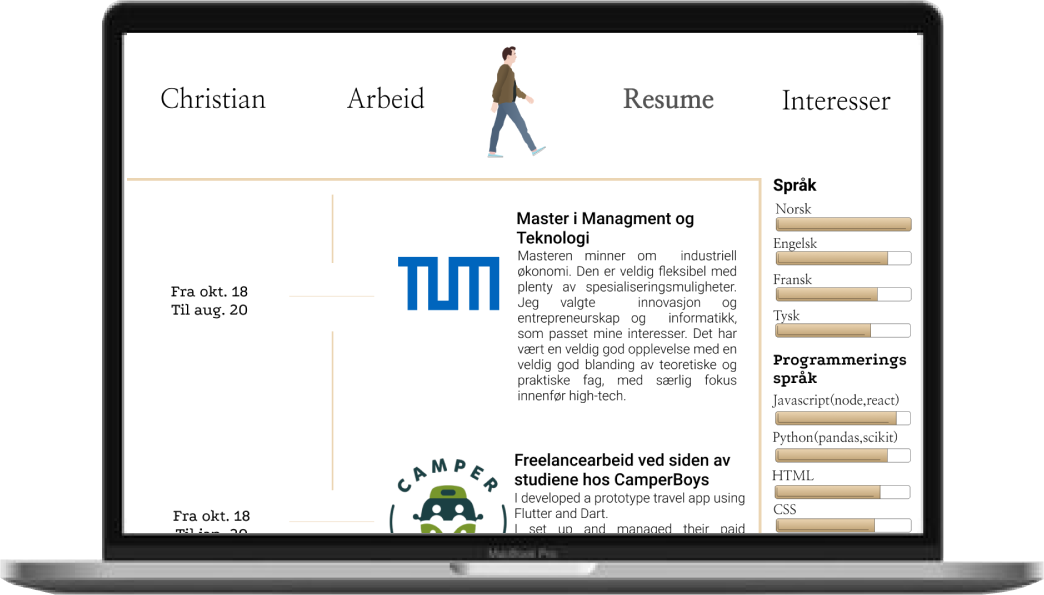 Christian
Arbeid
Resume
Interesser
Fra okt. 18
Til aug. 20
TUM
Master i Managment og
Teknologi
Masteren minner om industriell
økonomi. Den er veldig fleksibel med
plenty av spesialiseringsmuligheter.
Jeg valgte innovasjon og
entrepreneurskap og informatikk,
som passet mine interesser. Det har
vært en veldig god opplevelse med en
veldig god blanding av teoretiske og
praktiske fag, med særlig fokus
innenfør high-tech.
Fra okt. 18
Til jan. 20
CAMPER
Freelancearbeid ved siden av
studiene hos CamperBoys
I developed a prototype travel app using
Flutter and Dart.
I set up and managed their paid
Språk
Norsk
Engelsk
Fransk
Tysk
Programmerings
språk
Javascript(node,react)
Python(pandas,scikit)
HTML
CSS
MacBook Pro